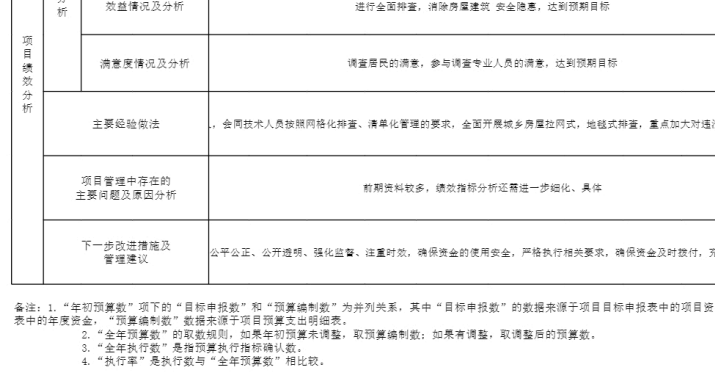 分析
效益情况及分析
进行全面排查，消除房屋建筑 安全隐患，达到预期目标
项目绩效分析
满意度情况及分析
调查居民的满意，参与调查专业人员的满意，达到预期目标
主要经验做法
，会同技术人员按照网格化排查、清单化管理的要求，全面开展城乡房屋拉网式，地毯式排查，重点加大对违
项目管理中存在的
主要问题及原因分析
前期资料较多，绩效指标分析还需进一步细化、具体
下一步改进措施及
管理建议
公平公正、公开透明、强化监督、注重时效，确保资金的使用安全，严格执行相关要求，确保资金及时拨付，
备注：1.“年初预算数”项下的“目标申报数”和“预算编制数”为并列关系，其中“目标申报数”的数据来源于项目目标申报表中的项目资
表中的年度资金，“预算编制数”数据来源于项目预算支出明细表。
2.“全年预算数”的取数规则，如果年初预算未调整，取预算编制数；如果有调整，取调整后的预算数。
3.“全年执行数”是指预算执行指标确认数。
4.“执行率”是执行数与“全年预算数”相比较。